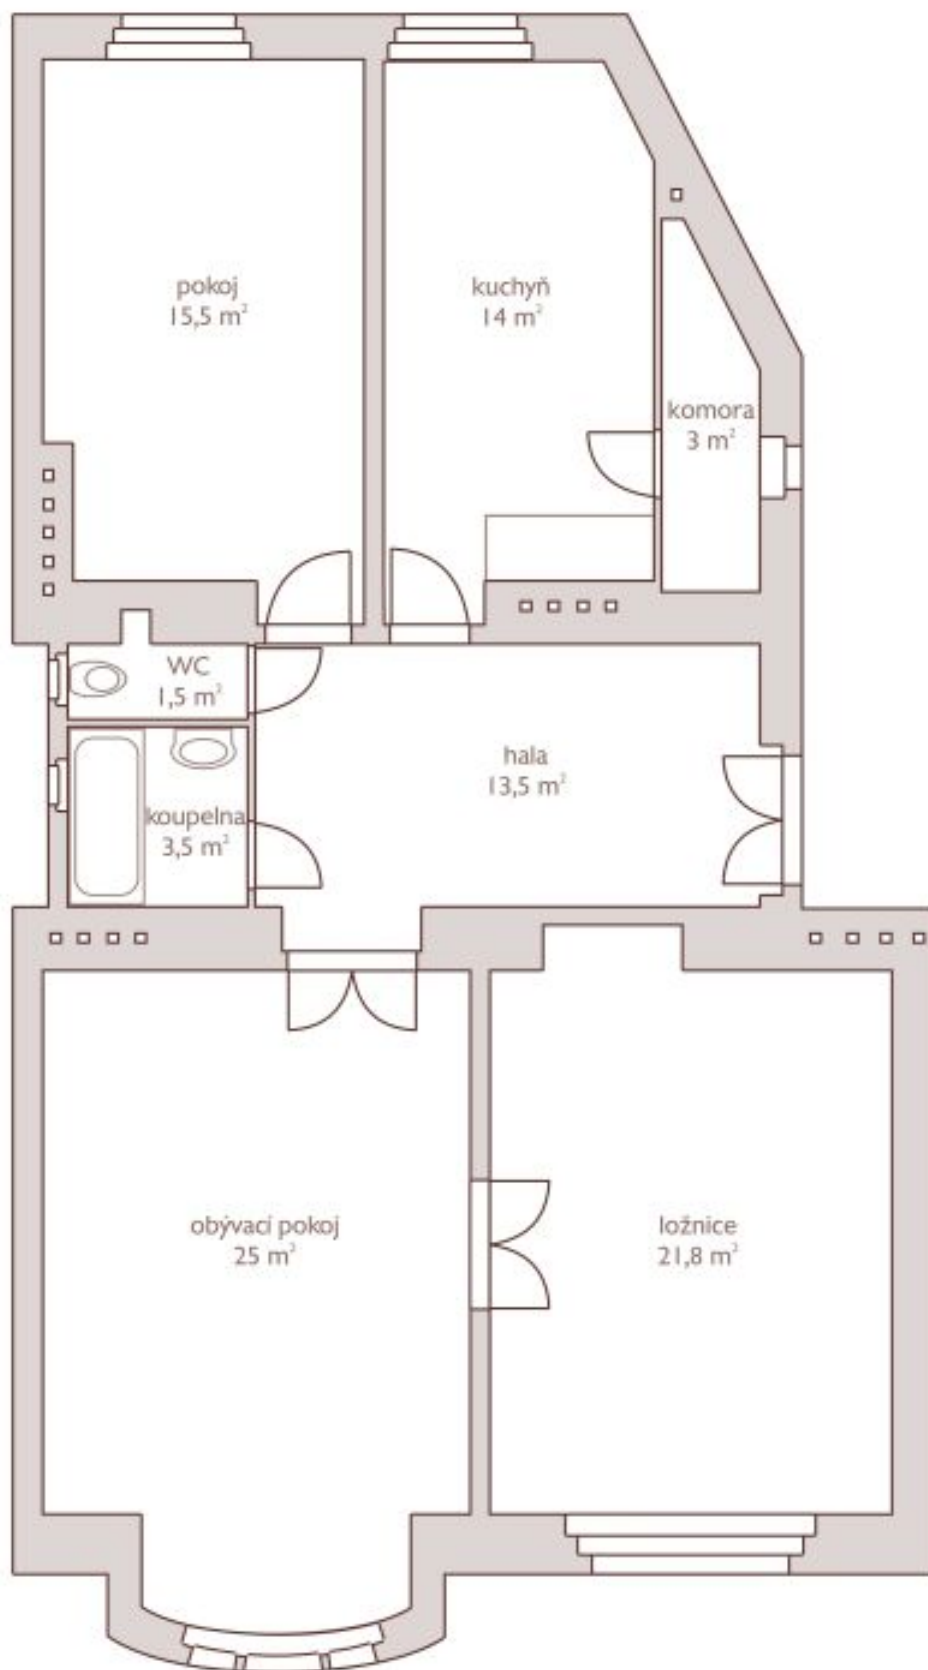 pokoj
15,5 m²
kuchyň
14 m²
komora
3 m²
WC
1,5 m²
hala
13,5 m²
koupelna
3,5 m²
obývací pokoj
25 m²
ložnice
21,8 m²